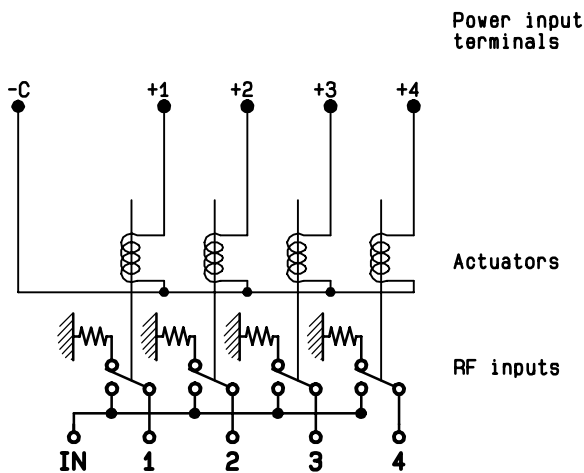 Power input
terminals
-C +1 +2 +3 +4
Actuators
RF inputs
IN 1 2 3 4